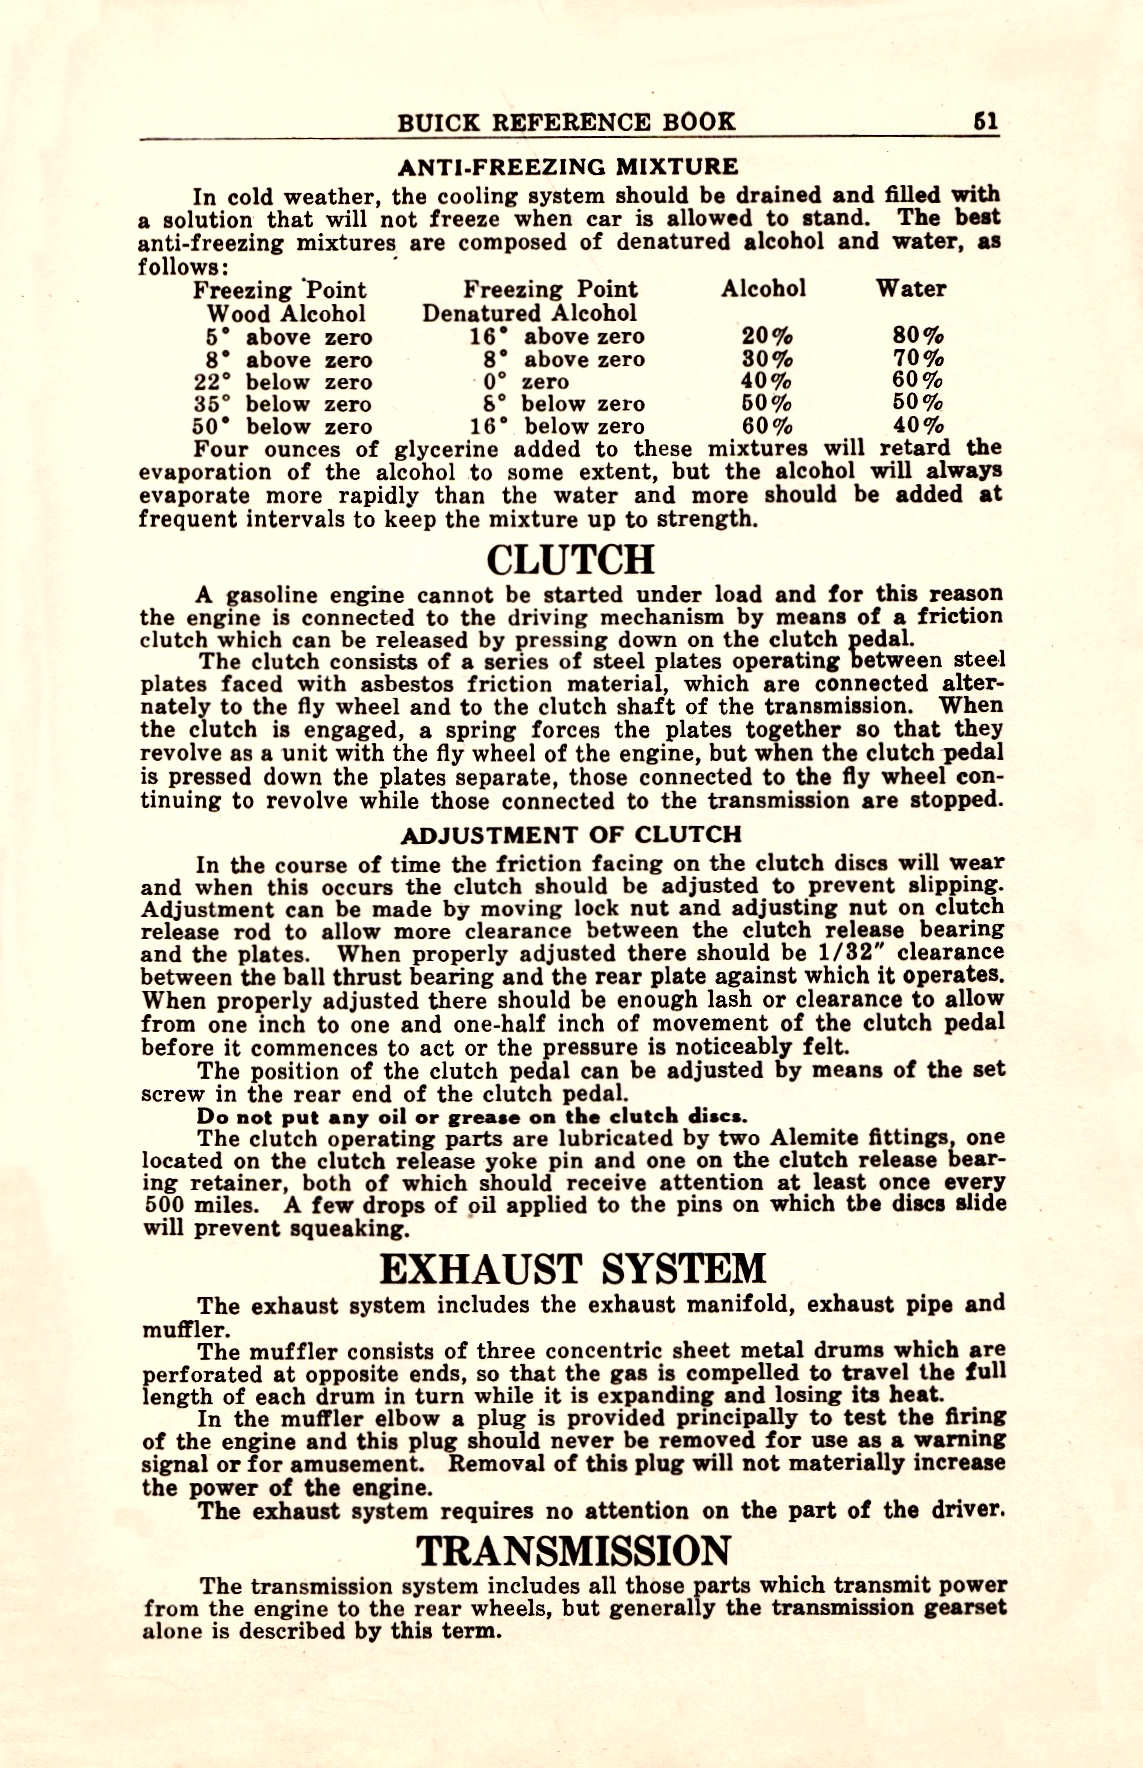 BUICK REFERENCE BOOK 51
ANTI-FREEZING MIXTURE
In cold weather, the cooling system should be drained and filled with
a solution that will not freeze when car is allowed to stand. The best
anti-freezing mixtures are composed of denatured alcohol and water, as
follows:
Freezing Point Freezing Point Alcohol Water
Wood Alcohol Denatured Alcohol
5° above zero 16° above zero 20% 80%
8° above zero 8° above zero 30% 70%
22° below zero 0° zero 40% 60%
35° below zero 8° below zero 50% 50%
50° below zero 16° below zero 60% 40%
Four ounces of glycerine added to these mixtures will retard the
evaporation of the alcohol to some extent, but the alcohol will always
evaporate more rapidly than the water and more should be added at
frequent intervals to keep the mixture up to strength.
CLUTCH
A gasoline engine cannot be started under load and for this reason
the engine is connected to the driving mechanism by means of a friction
clutch which can be released by pressing down on the clutch pedal.
The clutch consists of a series of steel plates operating between steel
plates faced with asbestos friction material, which are connected alter-
nately to the fly wheel and to the clutch shaft of the transmission. When
the clutch is engaged, a spring forces the plates together so that they
revolve as a unit with the fly wheel of the engine, but when the clutch pedal
is pressed down the plates separate, those connected to the fly wheel con-
tinuing to revolve while those connected to the transmission are stopped.
ADJUSTMENT OF CLUTCH
In the course of time the friction facing on the clutch discs will wear
and when this occurs the clutch should be adjusted to prevent slipping.
Adjustment can be made by moving lock nut and adjusting nut on clutch
release rod to allow more clearance between the clutch release bearing
and the plates. When properly adjusted there should be 1/32" clearance
between the ball thrust bearing and the rear plate against which it operates.
When properly adjusted there should be enough lash or clearance to allow
from one inch to one and one-half inch of movement of the clutch pedal
before it commences to act or the pressure is noticeably felt.
The position of the clutch pedal can be adjusted by means of the set
screw in the rear end of the clutch pedal.
Do not put any oil or grease on the clutch discs.
The clutch operating parts are lubricated by two Alemite fittings, one
located on the clutch release yoke pin and one on the clutch release bear-
ing retainer, both of which should receive attention at least once every
500 miles. A few drops of oil applied to the pins on which the discs slide
will prevent squeaking.
EXHAUST SYSTEM
The exhaust system includes the exhaust manifold, exhaust pipe and
muffler.
The muffler consists of three concentric sheet metal drums which are
perforated at opposite ends, so that the gas is compelled to travel the full
length of each drum in turn while it is expanding and losing its heat.
In the muffler elbow a plug is provided principally to test the firing
of the engine and this plug should never be removed for use as a warning
signal or for amusement. Removal of this plug will not materially increase
the power of the engine.
The exhaust system requires no attention on the part of the driver.
TRANSMISSION
The transmission system includes all those parts which transmit power
from the engine to the rear wheels, but generally the transmission gearset
alone is described by this term.